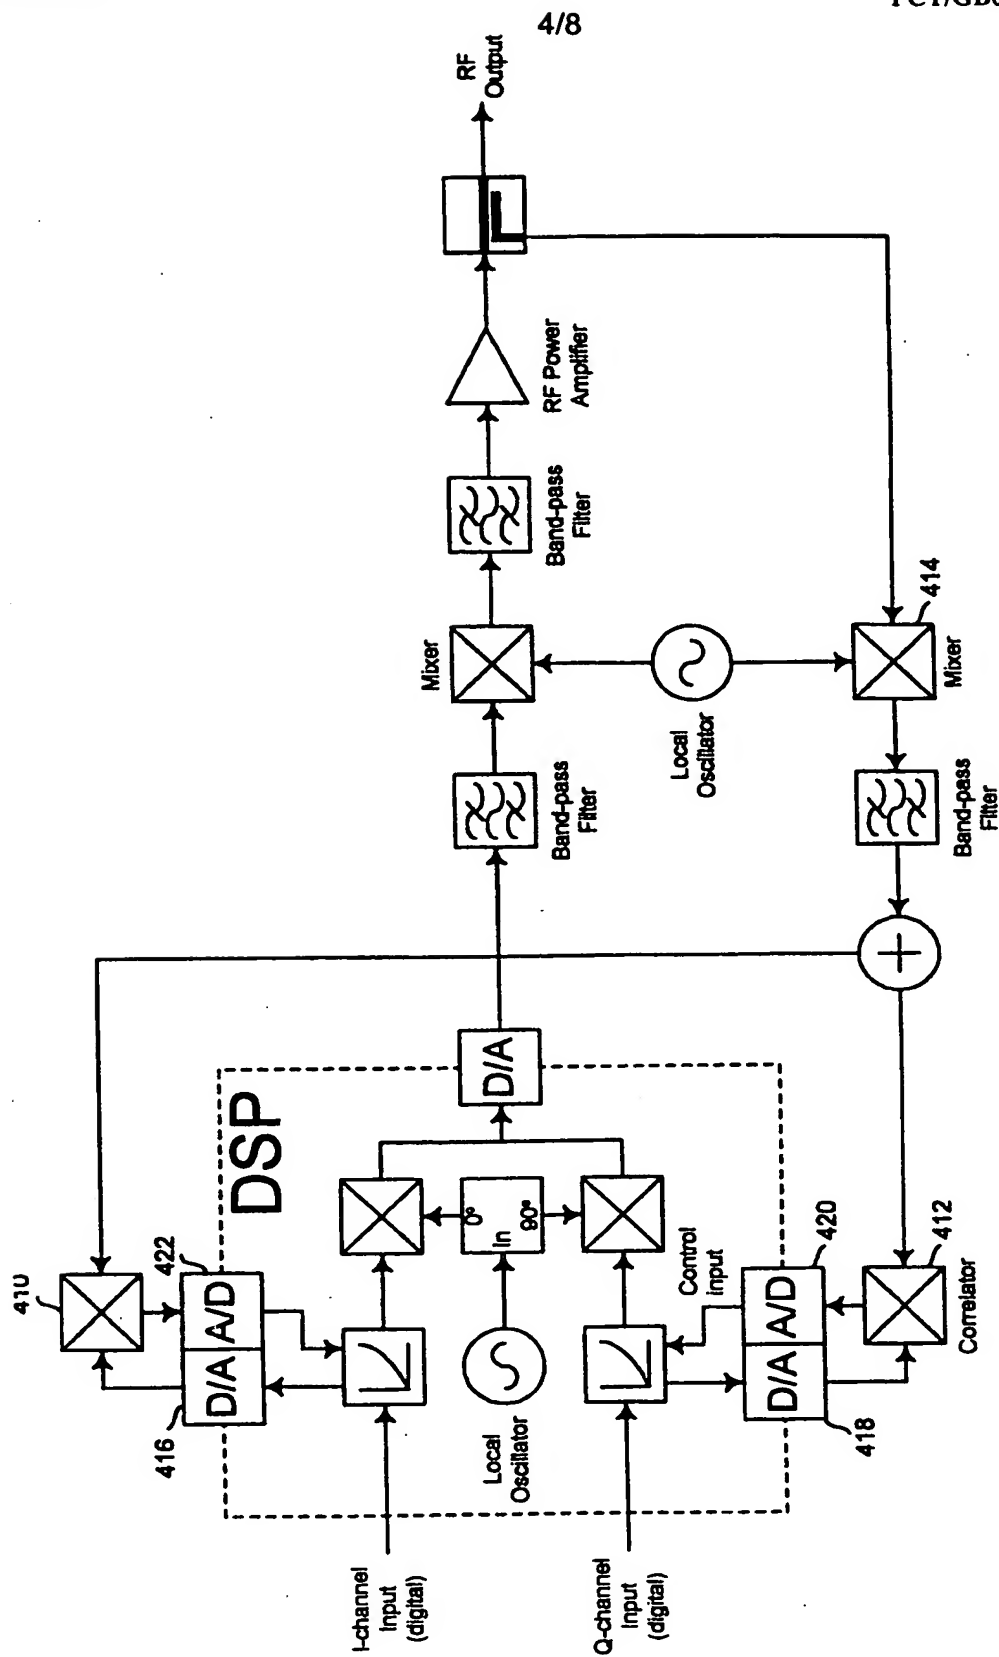 4/8
RF
Output
RF Power
Amplifier
Band-pass
Filter
Mixer
Local
Oscillator
414
Mixer
Band-pass
Filter
Band-pass
Filter
D/A
DSP
410
422
A/D
D/A
416
0°
In
90°
Control
input
420
A/D
D/A
418
412
Correlator
Local
Oscillator
I-channel
Input
(digital)
Q-channel
Input
(digital)